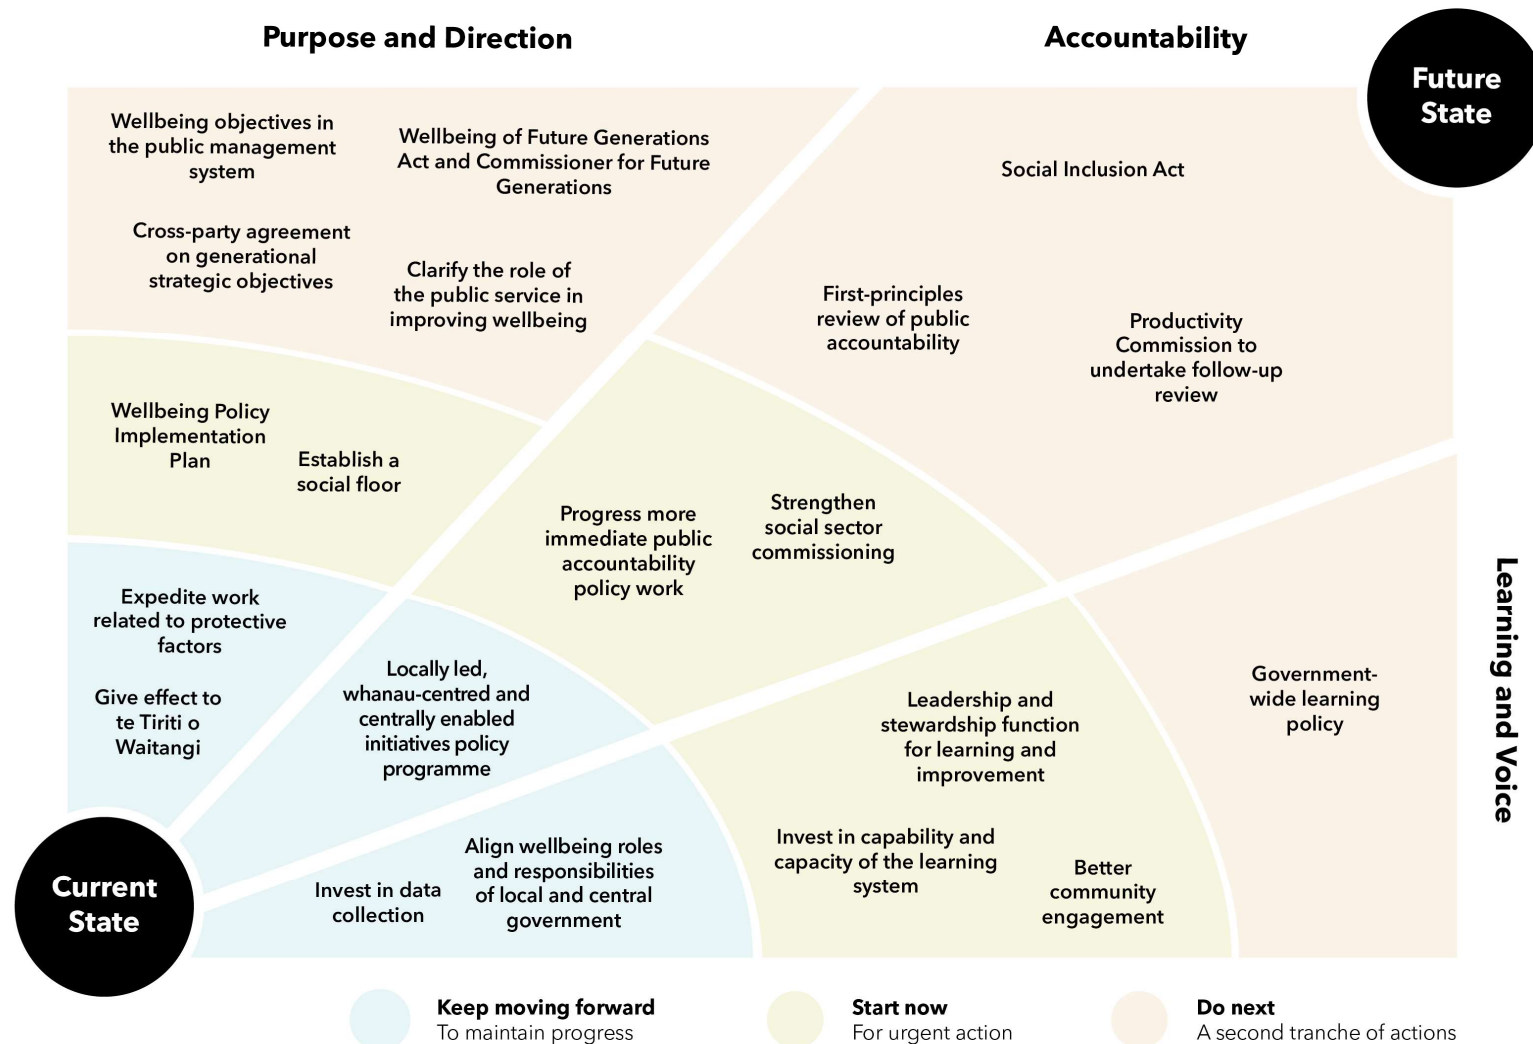 Purpose and Direction
Accountability
Future
State
Wellbeing objectives in
the public management
system
Wellbeing of Future Generations
Act and Commissioner for Future
Generations
Social Inclusion Act
Cross-party agreement
on generational
strategic objectives
Clarify the role of
the public service in
improving wellbeing
First-principles
review of public
accountability
Productivity
Commission to
undertake follow-up
review
Wellbeing Policy
Implementation
Plan
Establish a
social floor
Progress more
immediate public
accountability
policy work
Strengthen
social sector
commissioning
Learning and Voice
Expedite work
related to protective
factors
Give effect to
te Tiriti o
Waitangi
Locally led,
whanau-centred and
centrally enabled
initiatives policy
programme
Leadership and
stewardship function
for learning and
improvement
Government-
wide learning
policy
Current
State
Invest in data
collection
Align wellbeing roles
and responsibilities
of local and central
government
Invest in capability and
capacity of the learning
system
Better
community
engagement
Keep moving forward
To maintain progress
Start now
For urgent action
Do next
A second tranche of actions